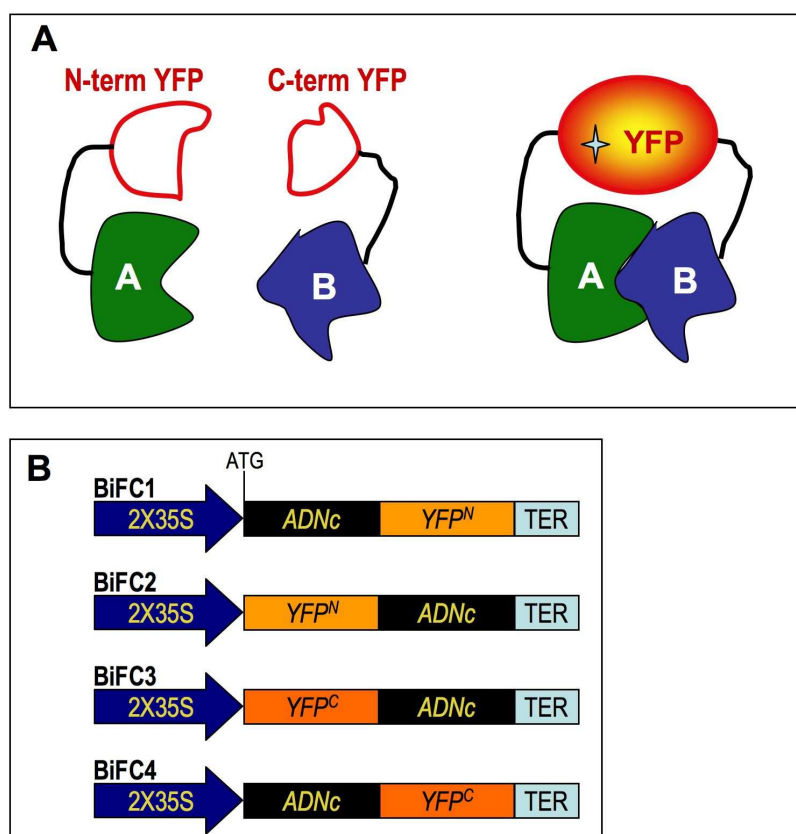 A
N-term YFP C-term YFP
YFP
A B A B
B
ATG
BiFC1
2X35S ADNc YFPᴺ TER
BiFC2
2X35S YFPᴺ ADNc TER
BiFC3
2X35S YFPᶜ ADNc TER
BiFC4
2X35S ADNc YFPᶜ TER